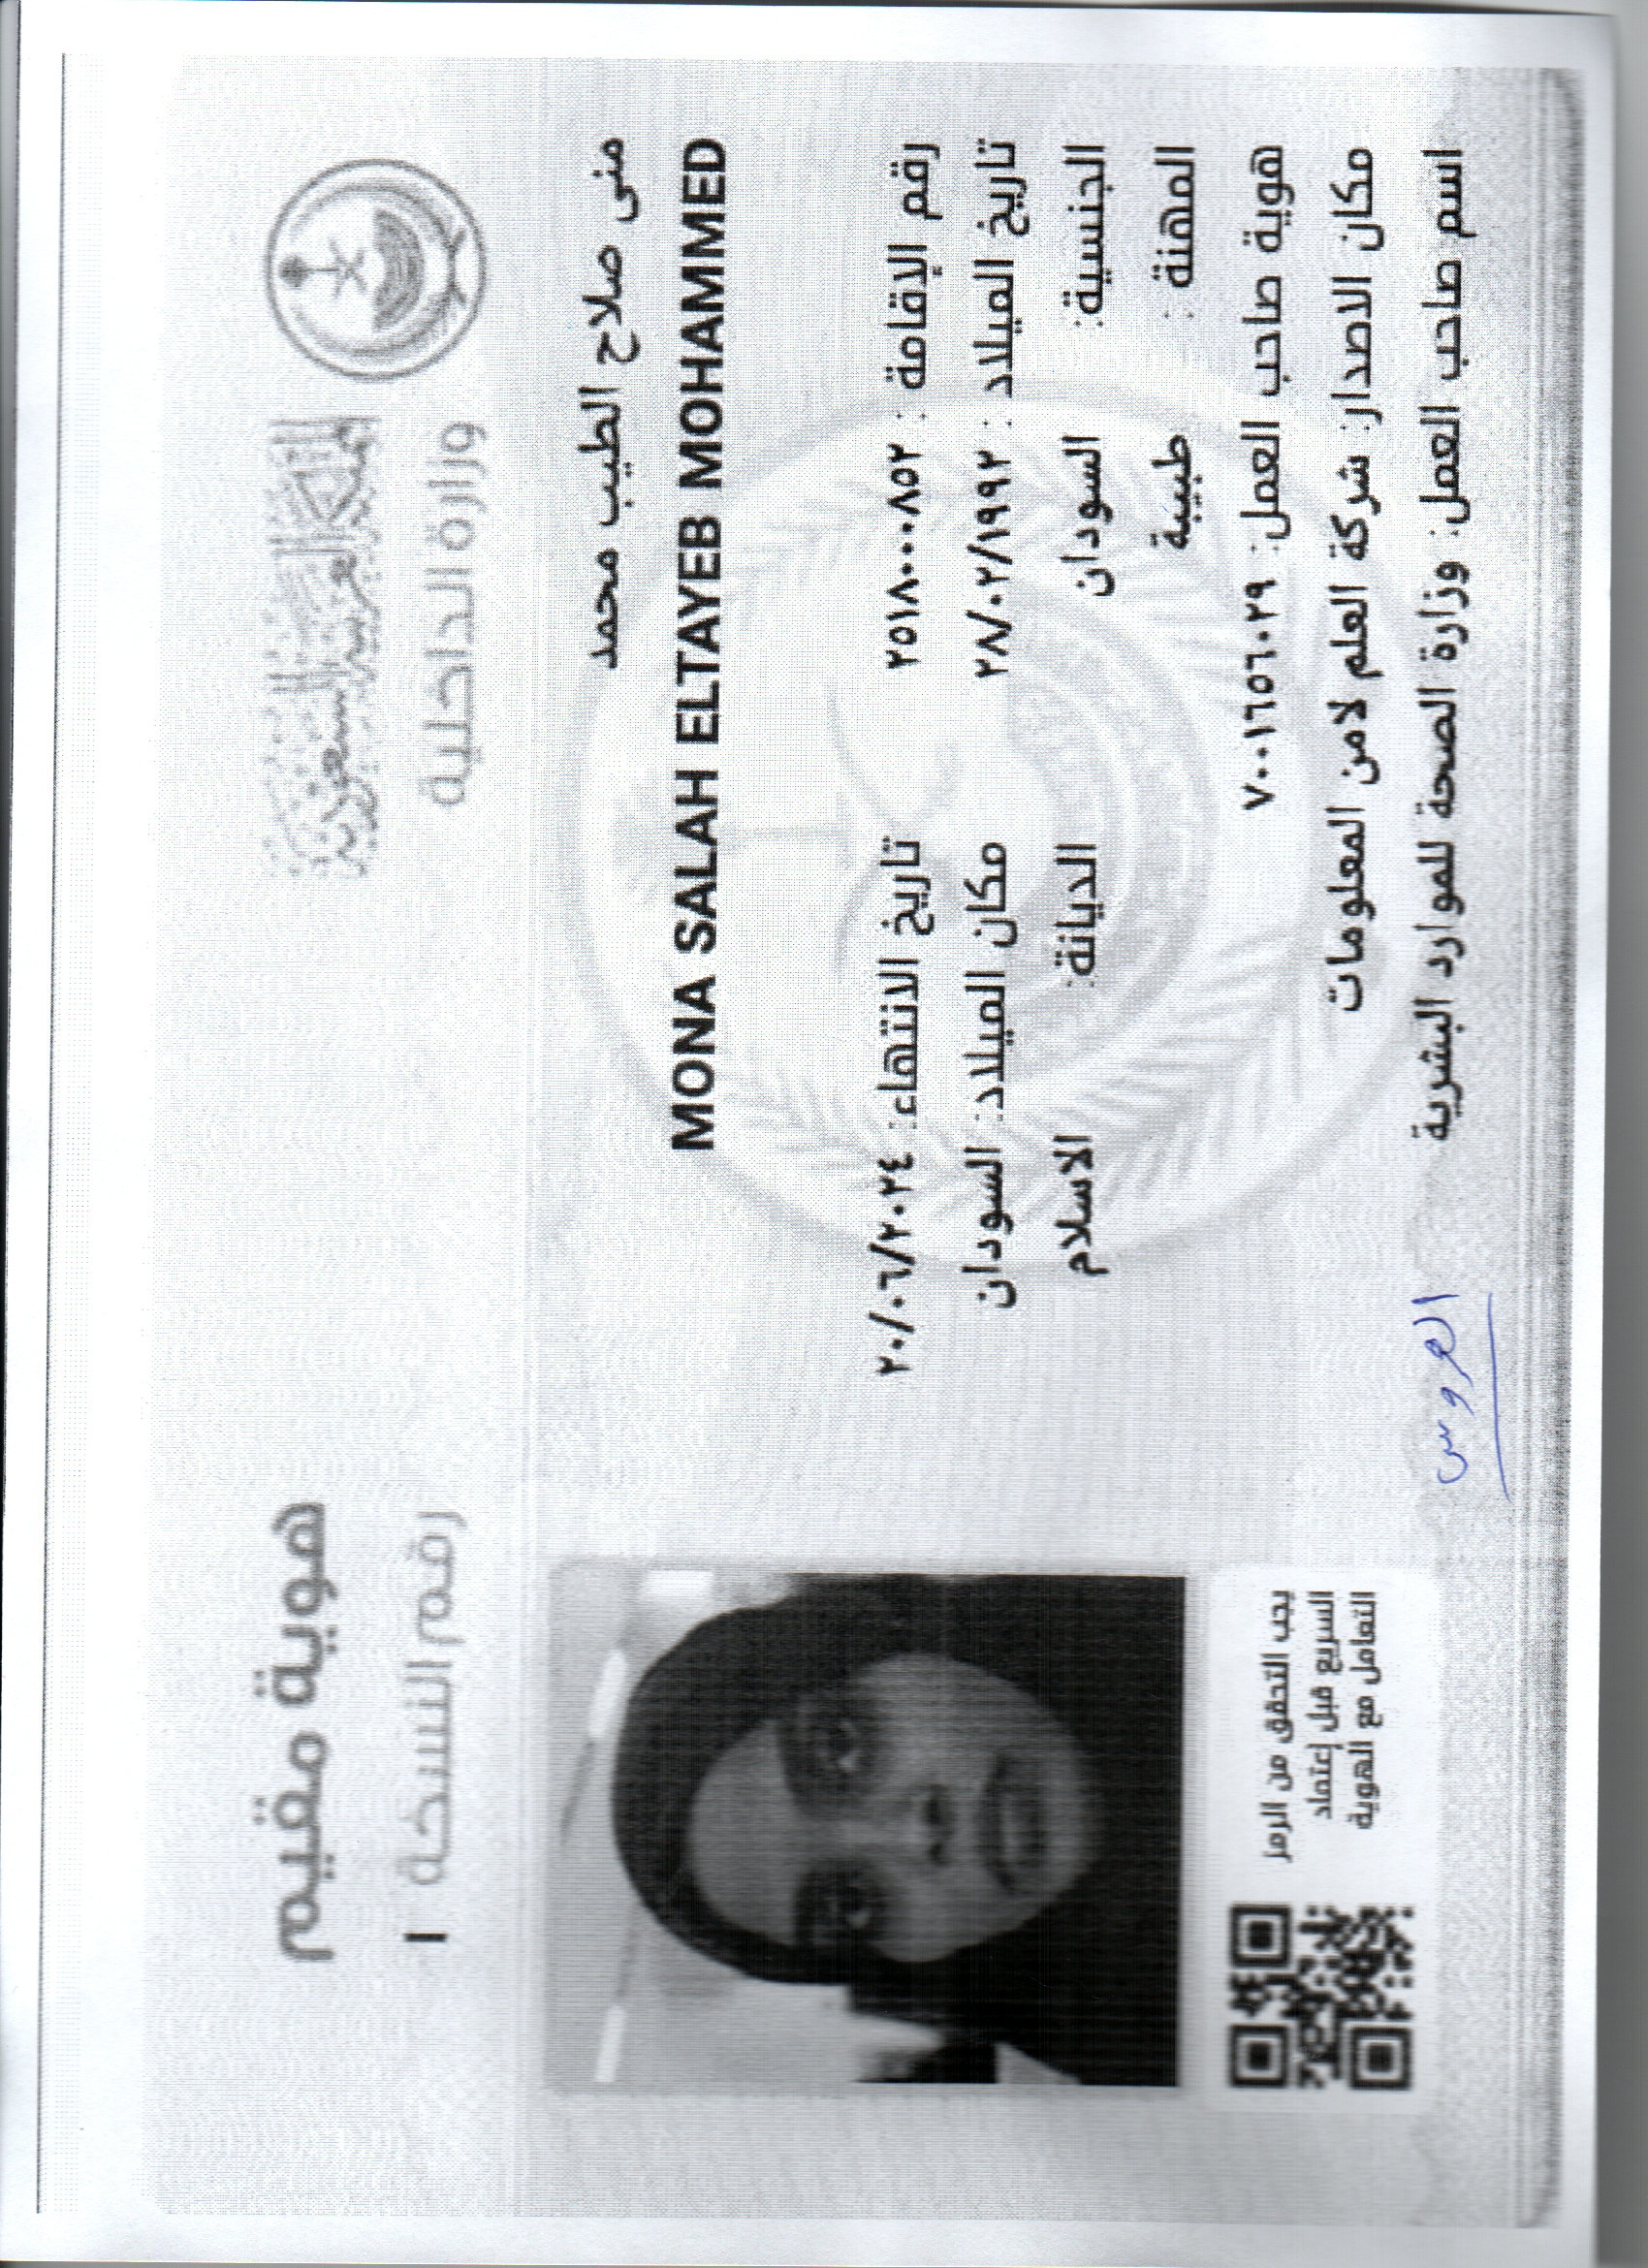 المملكة العربية السعودية
وزارة الداخلية
هوية مقيم
رقم النسخة ١
منى صلاح الطيب محمد
MONA SALAH ELTAYEB MOHAMMED
رقم الإقامة : ٢٥١٨٠٠٠٨٥٢ تاريخ الانتهاء: ٢٠/٠٦/٢٠٢٤
تاريخ الميلاد : ٢٨/٠٢/١٩٩٢ مكان الميلاد: السودان
الجنسية: السودان الديانة: الاسلام
المهنة : طبيبة
هوية صاحب العمل: ٧٠٠١٦٥٦٠٢٩
مكان الاصدار: شركة العلم لامن المعلومات
اسم صاحب العمل: وزارة الصحة للموارد البشرية
العروس
يجب التحقق من الرمز
السريع قبل إعتماد
التعامل مع الهوية